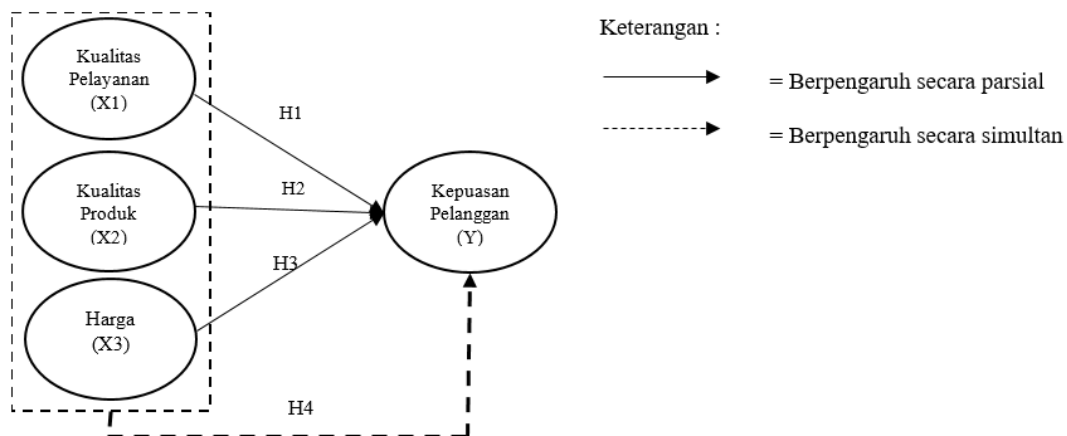 Kualitas
Pelayanan
(X1)
Kualitas
Produk
(X2)
Harga
(X3)
H1
H2
H3
H4
Kepuasan
Pelanggan
(Y)
Keterangan :
= Berpengaruh secara parsial
= Berpengaruh secara simultan